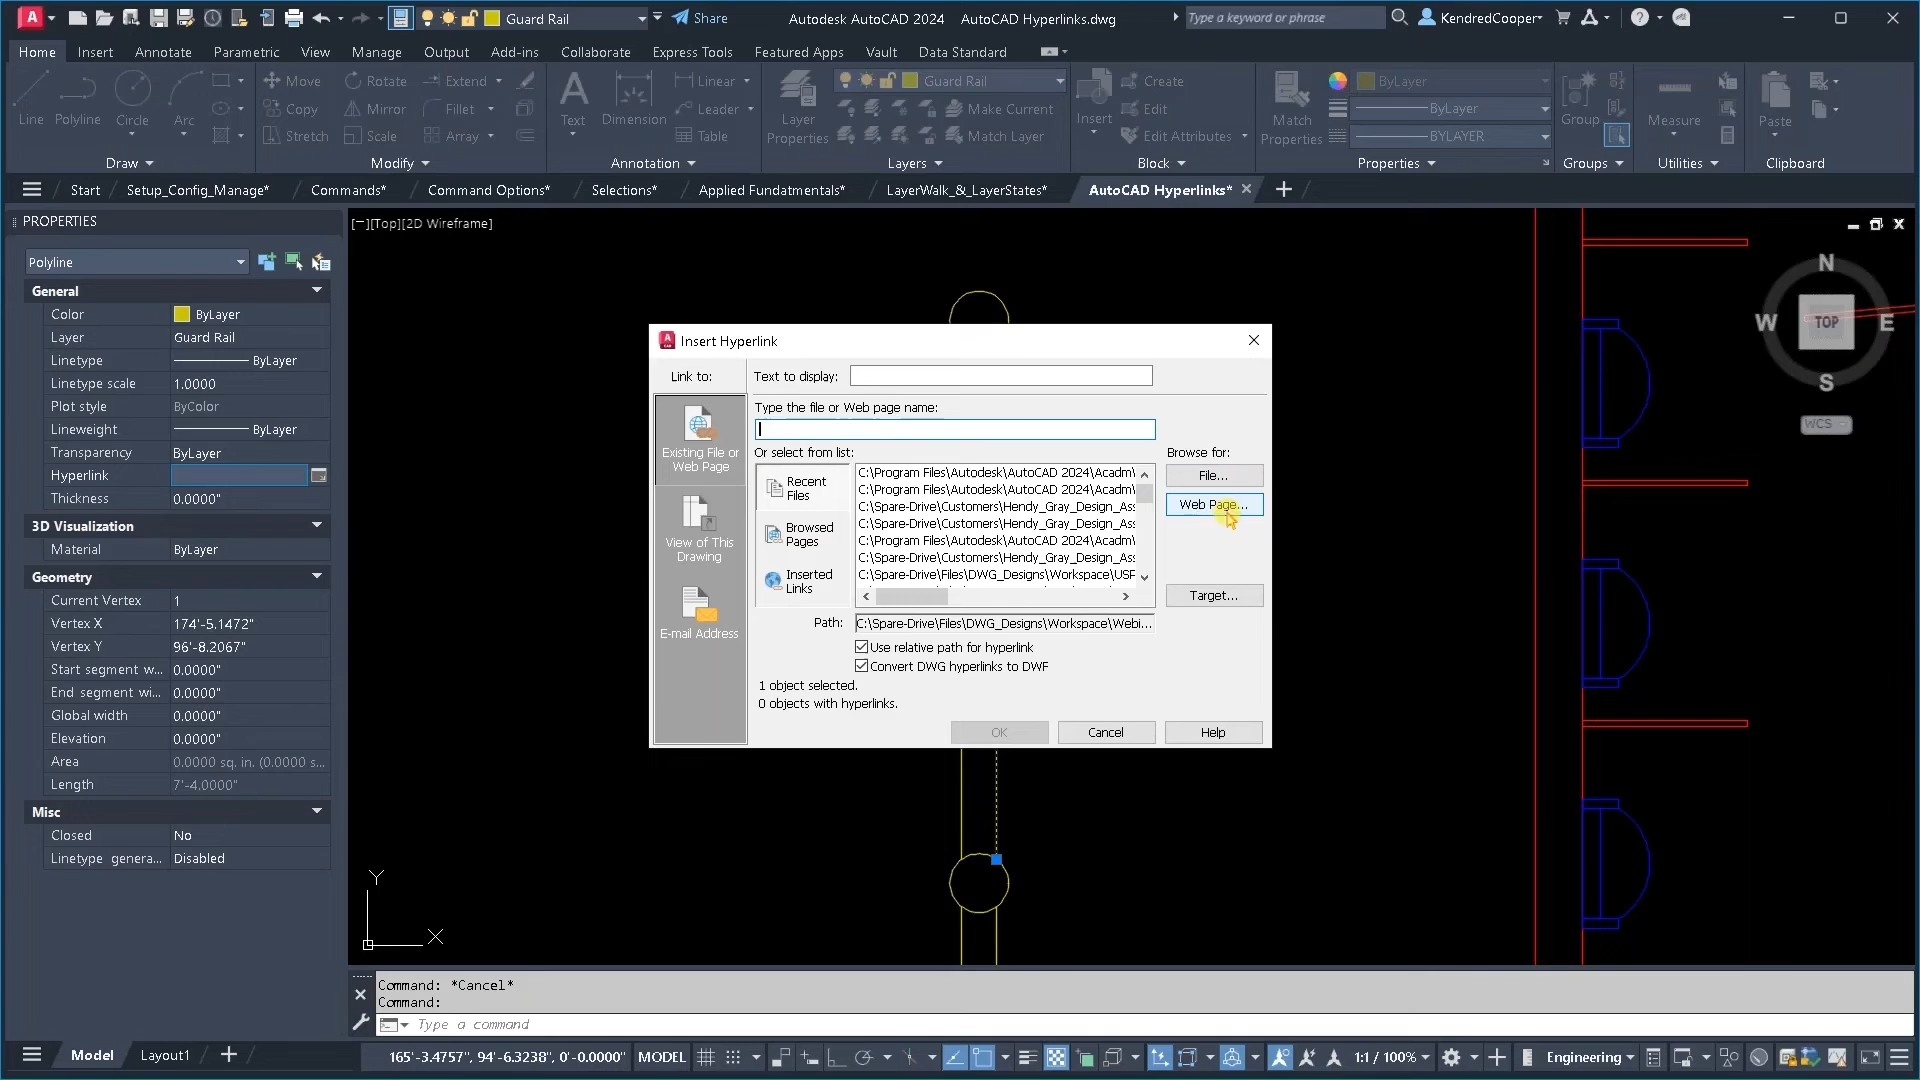 A Guard Rail Share Autodesk AutoCAD 2024 AutoCAD Hyperlinks.dwg Type a keyword or phrase KendredCooper
Home Insert Annotate Parametric View Manage Output Add-ins Collaborate Express Tools Featured Apps Vault Data Standard
Line Polyline Circle Arc
Move Rotate Extend
Copy Mirror Fillet
Stretch Scale Array
Text Dimension
Linear
Leader
Table
Layer Properties
Guard Rail
Make Current
Match Layer
Insert
Create
Edit
Edit Attributes
Match Properties
ByLayer
ByLayer
BYLAYER
Group
Measure
Paste
Draw Modify Annotation Layers Block Properties Groups Utilities Clipboard
Start Setup_Config_Manage* Commands* Command Options* Selections* Applied Fundatmentals* LayerWalk_&_LayerStates* AutoCAD Hyperlinks*
PROPERTIES
Polyline
General
Color ByLayer
Layer Guard Rail
Linetype ByLayer
Linetype scale 1.0000
Plot style ByColor
Lineweight ByLayer
Transparency ByLayer
Hyperlink
Thickness 0.0000"
3D Visualization
Material ByLayer
Geometry
Current Vertex 1
Vertex X 174'-5.1472"
Vertex Y 96'-8.2067"
Start segment w... 0.0000"
End segment wi... 0.0000"
Global width 0.0000"
Elevation 0.0000"
Area 0.0000 sq. in. (0.0000 s...
Length 7'-4.0000"
Misc
Closed No
Linetype genera... Disabled
[−][Top][2D Wireframe]
N
W TOP E
S
WCS
Insert Hyperlink
Link to: Text to display:
Type the file or Web page name:
Existing File or Web Page
View of This Drawing
E-mail Address
Or select from list:
Recent Files
Browsed Pages
Inserted Links
C:\Program Files\Autodesk\AutoCAD 2024\Acadm\
C:\Program Files\Autodesk\AutoCAD 2024\Acadm\
C:\Spare-Drive\Customers\Hendy_Gray_Design_Ass
C:\Spare-Drive\Customers\Hendy_Gray_Design_Ass
C:\Program Files\Autodesk\AutoCAD 2024\Acadm\
C:\Spare-Drive\Customers\Hendy_Gray_Design_Ass
C:\Spare-Drive\Files\DWG_Designs\Workspace\USF
Browse for:
File...
Web Page...
Target...
Path: C:\Spare-Drive\Files\DWG_Designs\Workspace\Webi...
Use relative path for hyperlink
Convert DWG hyperlinks to DWF
1 object selected.
0 objects with hyperlinks.
OK Cancel Help
Y
X
Command: *Cancel*
Command:
Type a command
Model Layout1 165'-3.4757", 94'-6.3238", 0'-0.0000" MODEL 1:1 / 100% Engineering